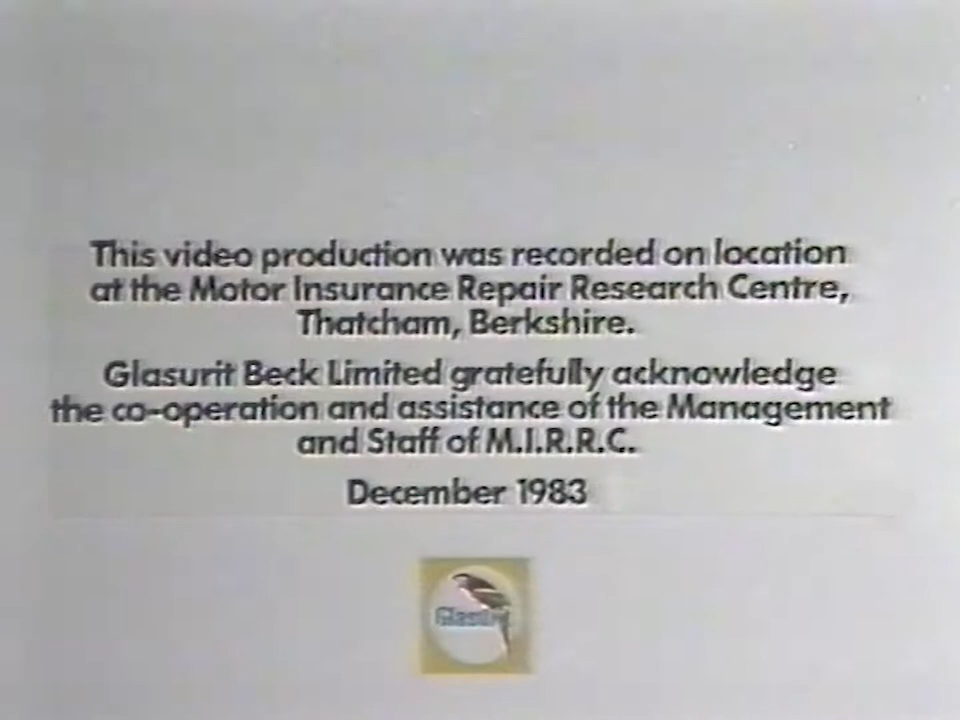 This video production was recorded on location
at the Motor Insurance Repair Research Centre,
Thatcham, Berkshire.
Glasurit Beck Limited gratefully acknowledge
the co-operation and assistance of the Management
and Staff of M.I.R.R.C.
December 1983
Glasurit